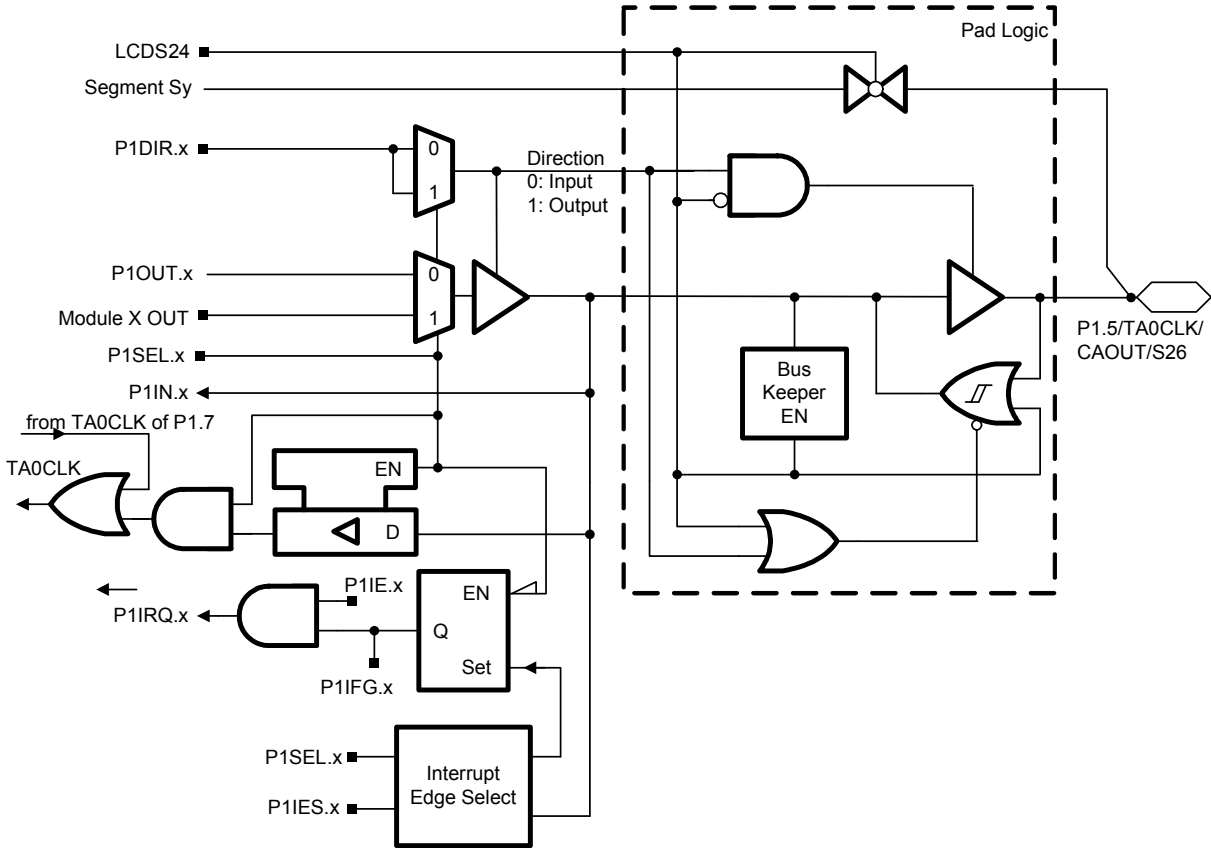 Pad Logic
LCDS24
Segment Sy
P1DIR.x
0
1
Direction
0: Input
1: Output
P1OUT.x
0
Module X OUT
1
P1SEL.x
P1IN.x
P1.5/TA0CLK/
CAOUT/S26
Bus
Keeper
EN
from TA0CLK of P1.7
TA0CLK
EN
D
P1IE.x
P1IRQ.x
EN
Q
Set
P1IFG.x
P1SEL.x
P1IES.x
Interrupt
Edge Select